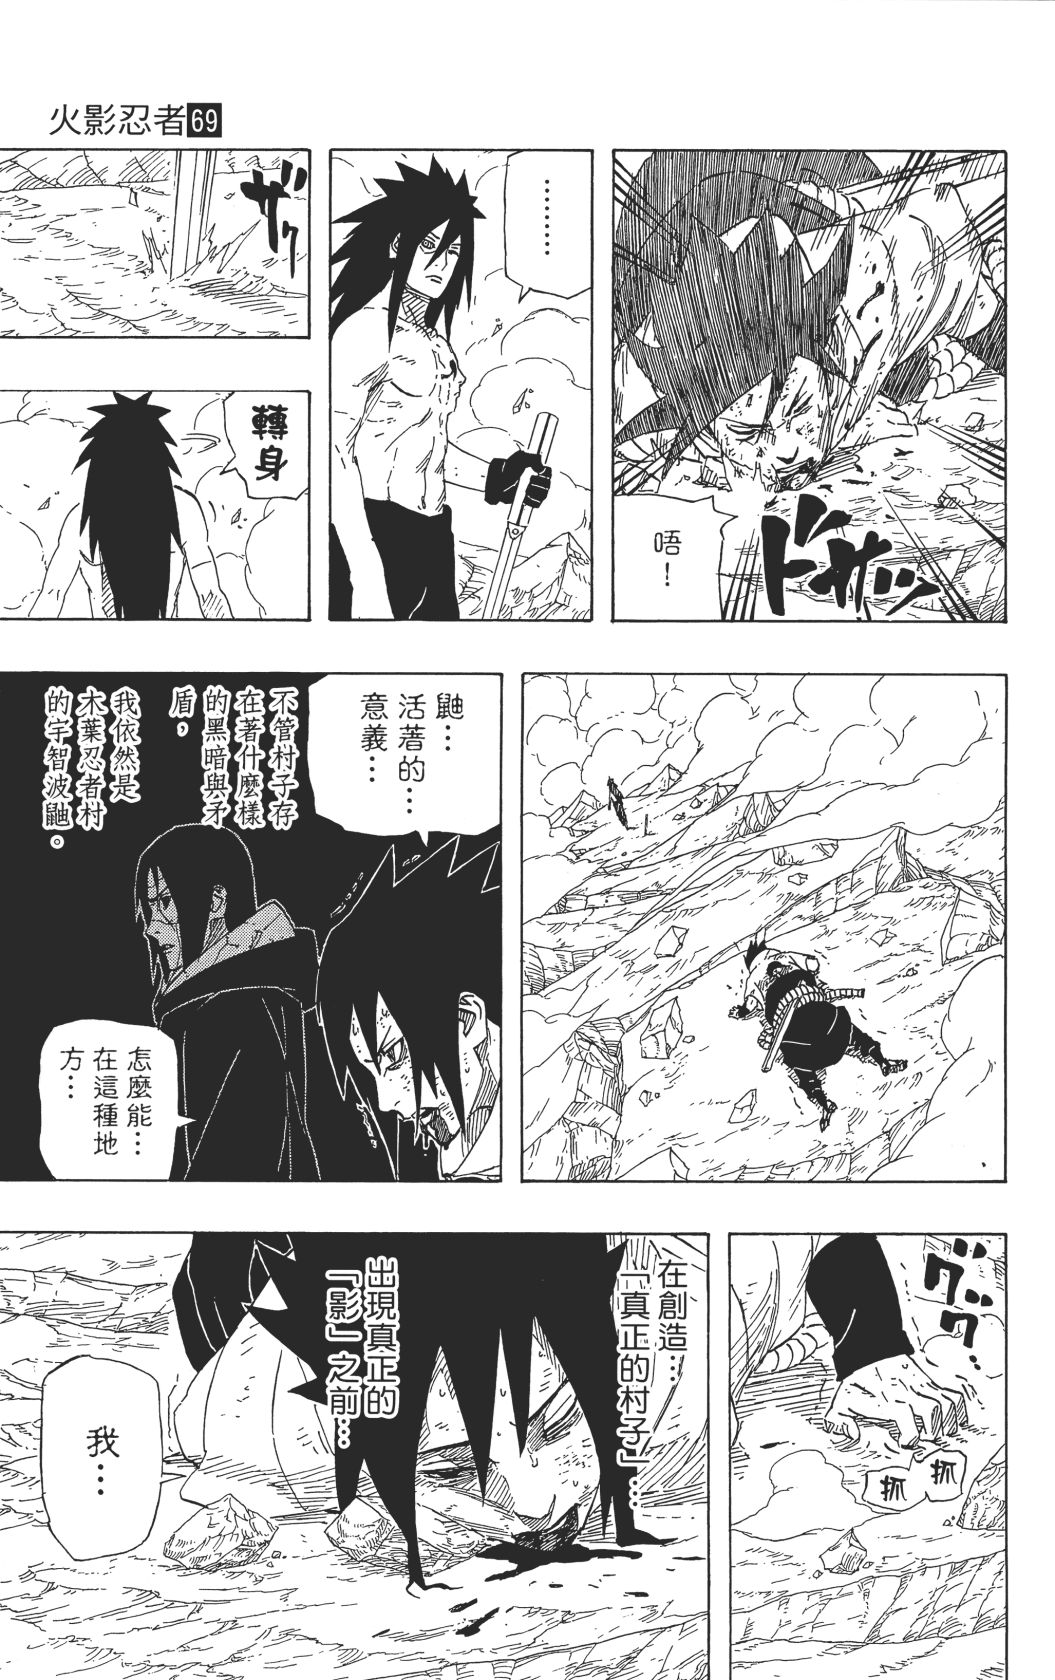 火影忍者69
唔！
ドサッ
………
ザク
轉身
鼬…
活著的…
意義…
不管村子存
在著什麼樣
的黑暗與矛
盾，
我依然是
木葉忍者村
的宇智波鼬。
怎麼能…
在這種地
方…
ググッ…
抓
抓
在創造…
「真正的村子」…
出現真正的
「影」之前…
我…